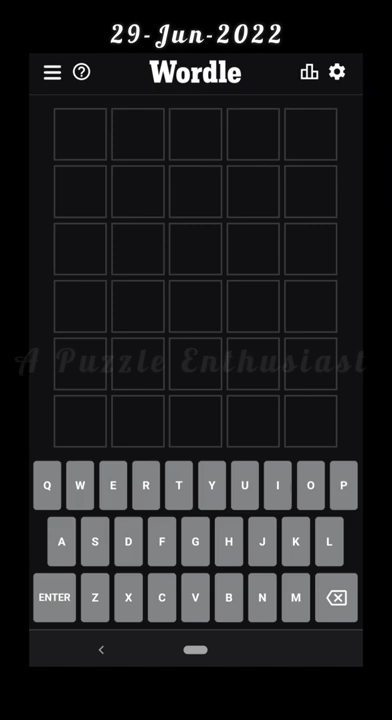 29-Jun-2022
Wordle
A Puzzle Enthusiast
Q W E R T Y U I O P
A S D F G H J K L
ENTER Z X C V B N M